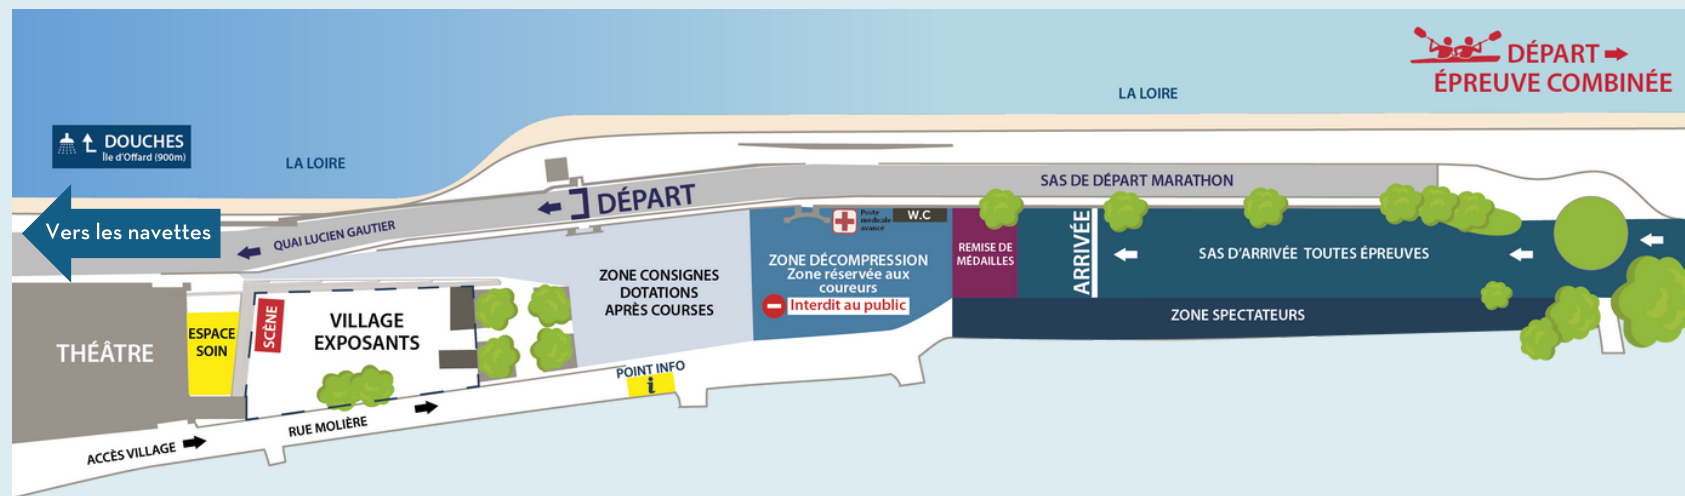 DÉPART
ÉPREUVE COMBINÉE
LA LOIRE
DOUCHES
Île d'Offard (900m)
LA LOIRE
SAS DE DÉPART MARATHON
DÉPART
Vers les navettes
QUAI LUCIEN GAUTIER
Poste
médicale
avancé
W.C
REMISE DE
MÉDAILLES
ARRIVÉE
SAS D'ARRIVÉE TOUTES ÉPREUVES
ZONE DÉCOMPRESSION
Zone réservée aux
coureurs
Interdit au public
ZONE CONSIGNES
DOTATIONS
APRÈS COURSES
ZONE SPECTATEURS
THÉÂTRE
ESPACE
SOIN
SCÈNE
VILLAGE
EXPOSANTS
POINT INFO
i
RUE MOLIÈRE
ACCÈS VILLAGE